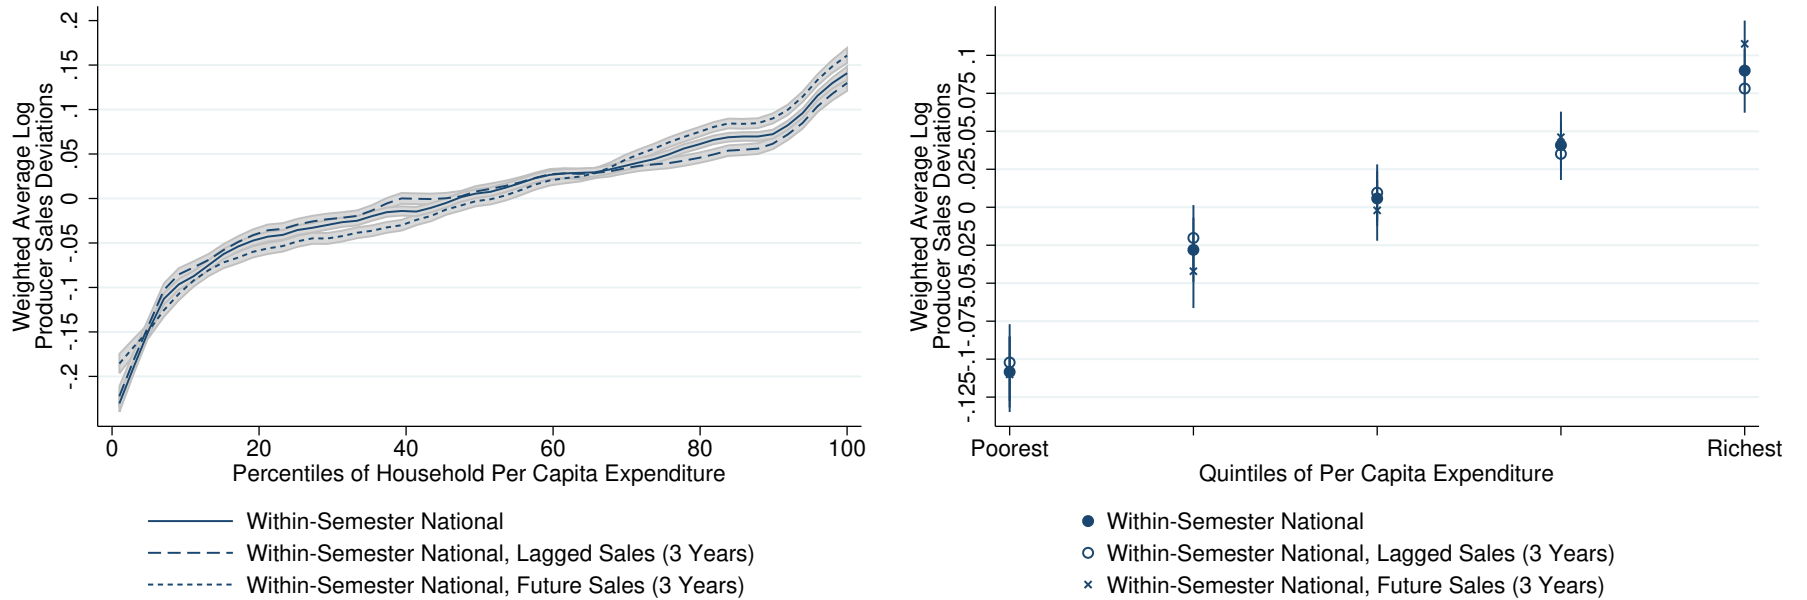 Weighted Average Log
Producer Sales Deviations
.2
.15
.1
.05
0
-.05
-.1
-.15
-.2
0 20 40 60 80 100
Percentiles of Household Per Capita Expenditure
Within-Semester National
Within-Semester National, Lagged Sales (3 Years)
Within-Semester National, Future Sales (3 Years)
Weighted Average Log
Producer Sales Deviations
.1
.075
.05
.025
0
-.025
-.05
-.075
-.1
-.125
Poorest Richest
Quintiles of Per Capita Expenditure
Within-Semester National
Within-Semester National, Lagged Sales (3 Years)
Within-Semester National, Future Sales (3 Years)